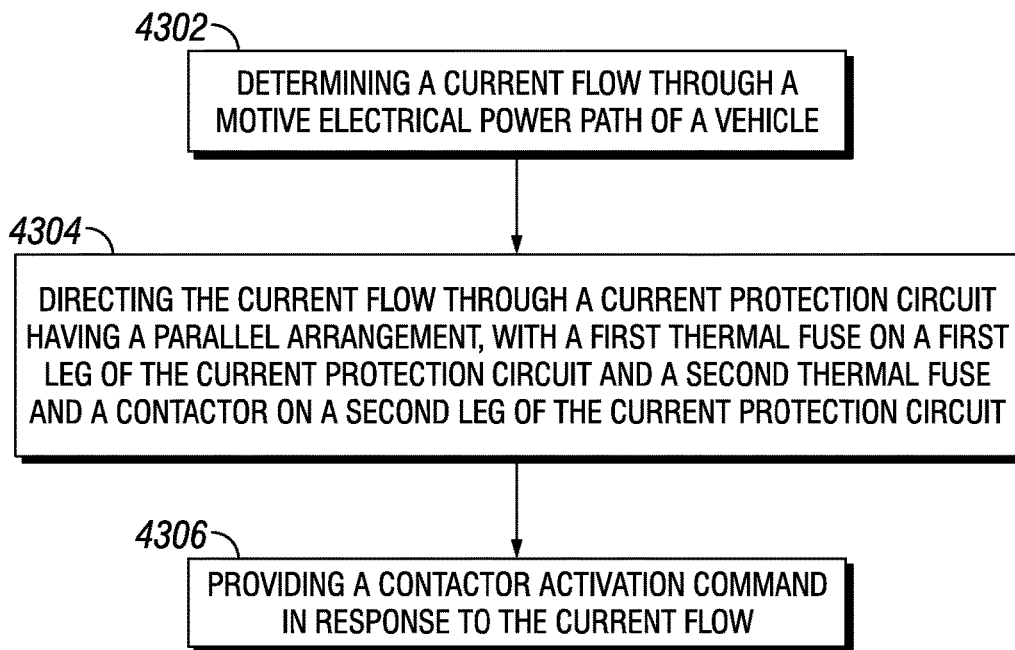 4302
DETERMINING A CURRENT FLOW THROUGH A
MOTIVE ELECTRICAL POWER PATH OF A VEHICLE
4304
DIRECTING THE CURRENT FLOW THROUGH A CURRENT PROTECTION CIRCUIT
HAVING A PARALLEL ARRANGEMENT, WITH A FIRST THERMAL FUSE ON A FIRST
LEG OF THE CURRENT PROTECTION CIRCUIT AND A SECOND THERMAL FUSE
AND A CONTACTOR ON A SECOND LEG OF THE CURRENT PROTECTION CIRCUIT
4306
PROVIDING A CONTACTOR ACTIVATION COMMAND
IN RESPONSE TO THE CURRENT FLOW